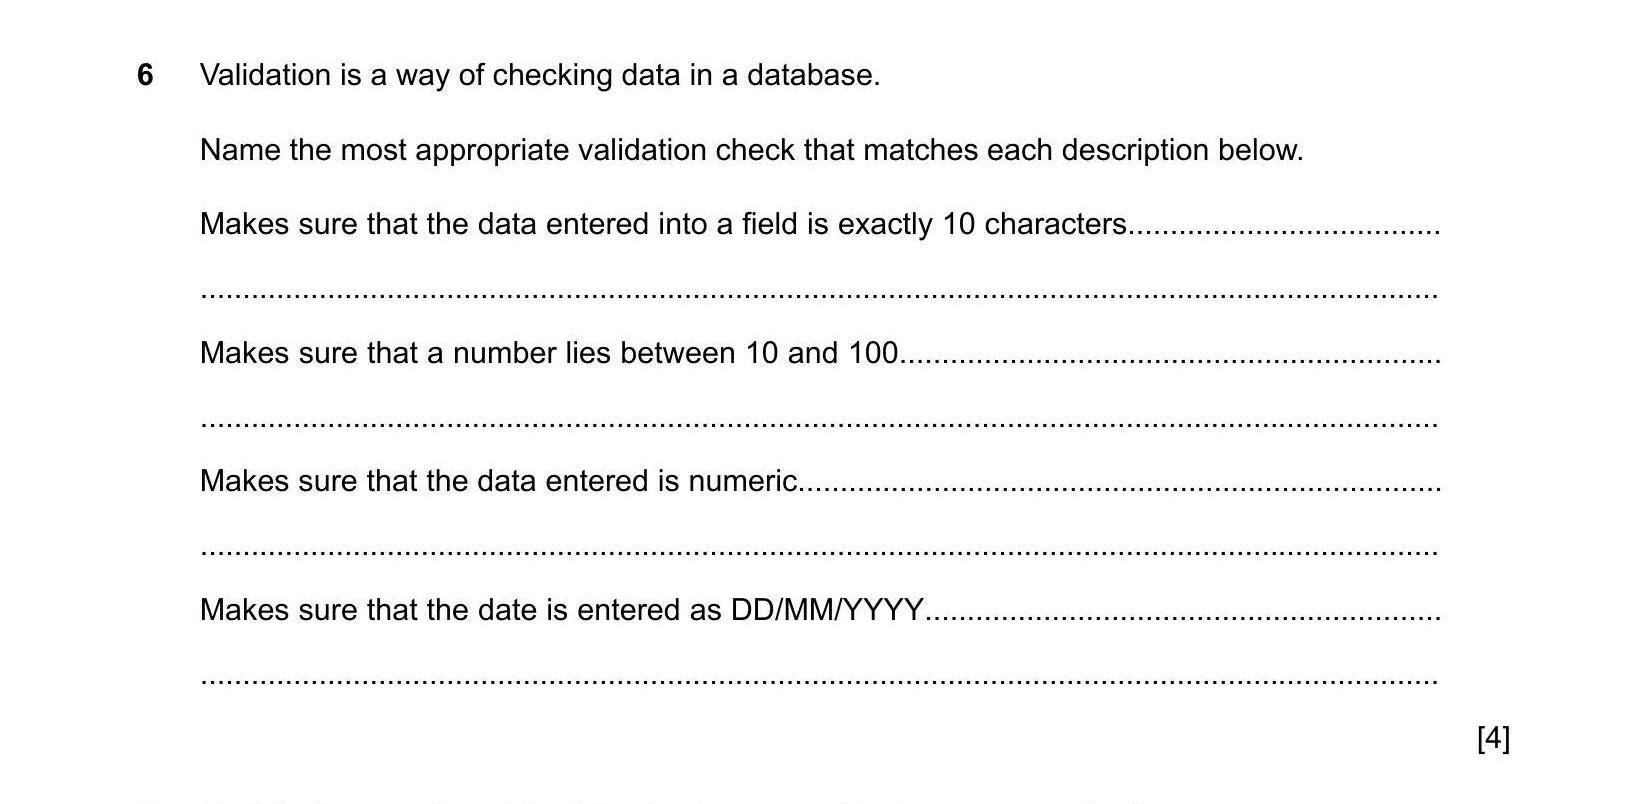 6 Validation is a way of checking data in a database.
Name the most appropriate validation check that matches each description below.
Makes sure that the data entered into a field is exactly 10 characters.....................................
....................................................................................................................................................
Makes sure that a number lies between 10 and 100................................................................
....................................................................................................................................................
Makes sure that the data entered is numeric............................................................................
....................................................................................................................................................
Makes sure that the date is entered as DD/MM/YYYY.............................................................
....................................................................................................................................................
[4]